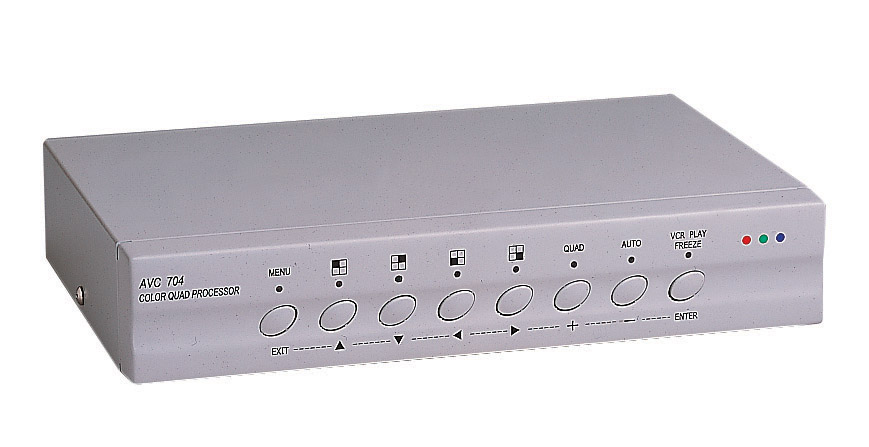 AVC 704
COLOR QUAD PROCESSOR
MENU
QUAD
AUTO
VCR PLAY
FREEZE
EXIT
+
−
ENTER